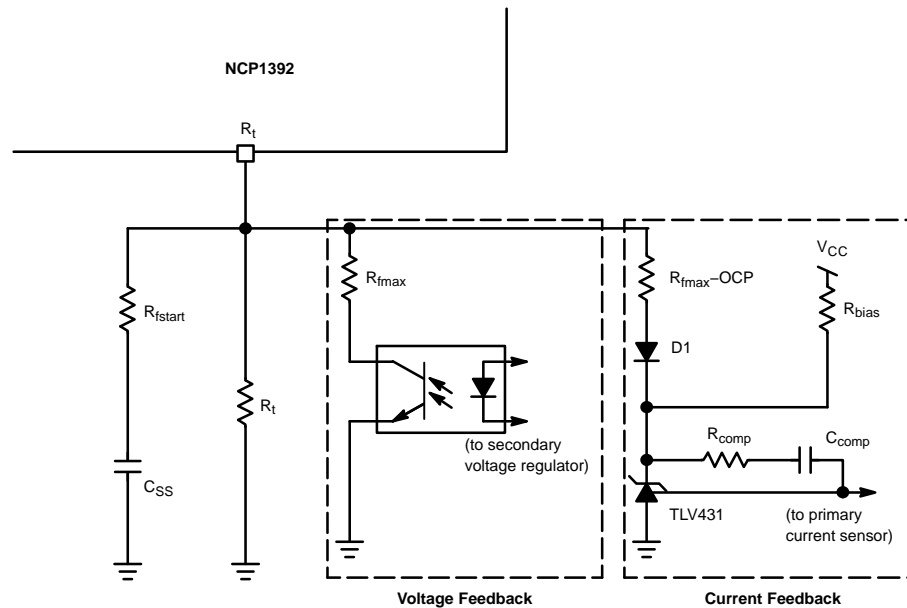 NCP1392
Rt
VCC
Rfmax
Rfmax–OCP
Rfstart
Rbias
D1
Rt
Rcomp
Ccomp
(to secondary
voltage regulator)
CSS
TLV431
(to primary
current sensor)
Voltage Feedback
Current Feedback